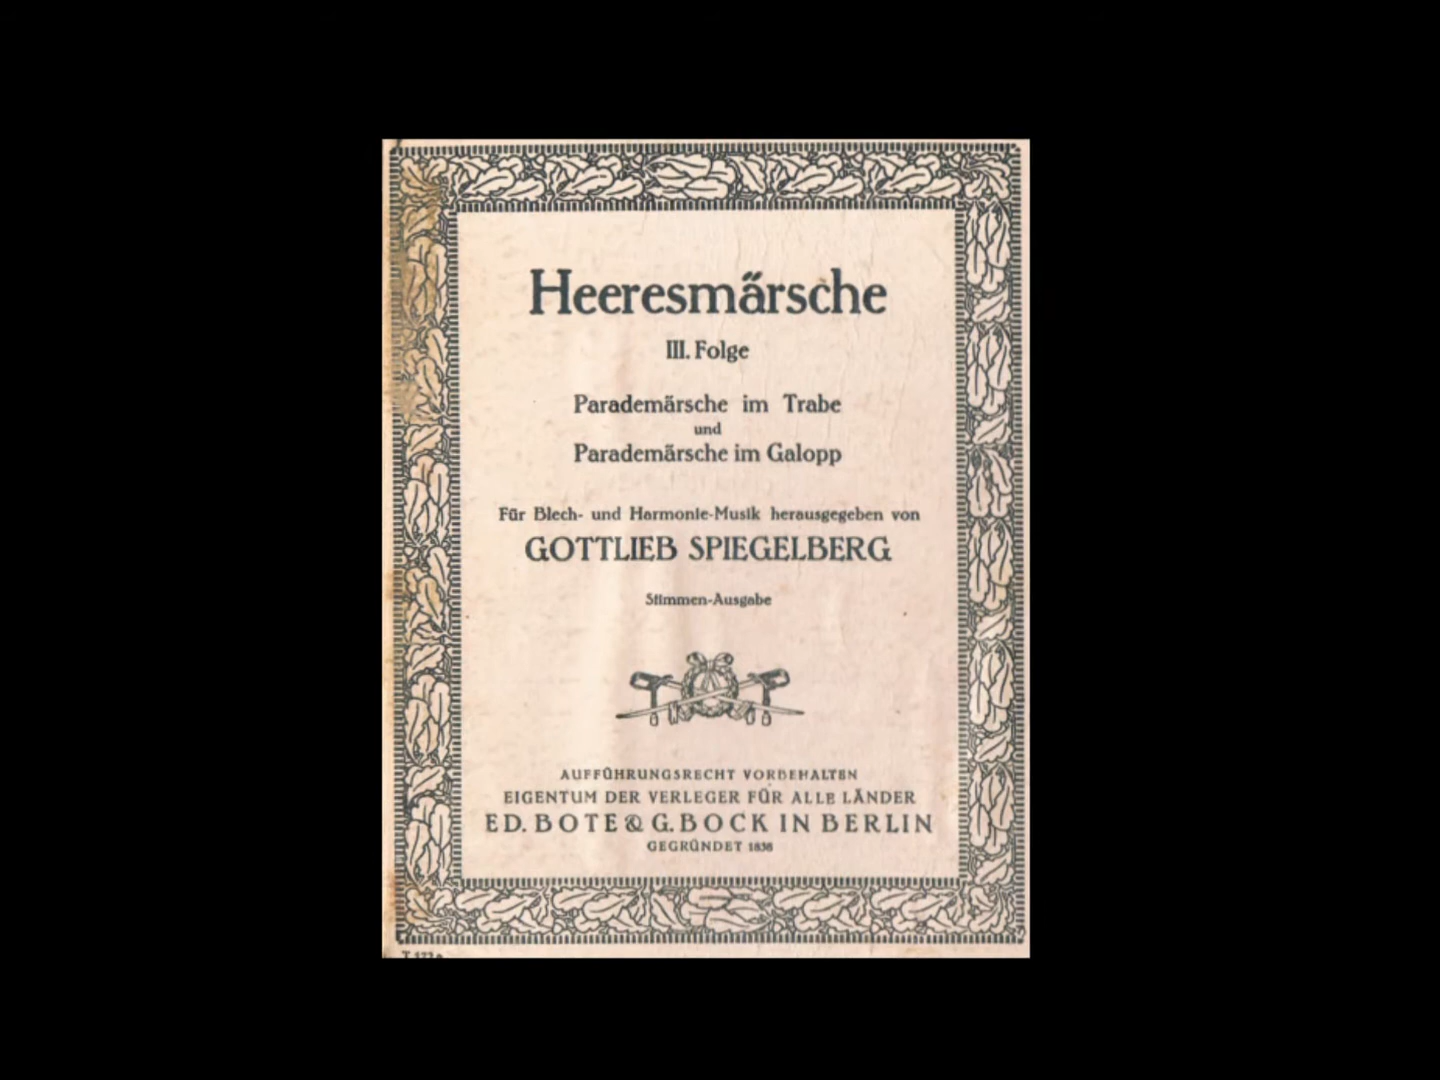 Heeresmärsche
III. Folge
Parademärsche im Trabe
und
Parademärsche im Galopp
Für Blech- und Harmonie-Musik herausgegeben von
GOTTLIEB SPIEGELBERG
Stimmen-Ausgabe
AUFFÜHRUNGSRECHT VORBEHALTEN
EIGENTUM DER VERLEGER FÜR ALLE LÄNDER
ED. BOTE & G. BOCK IN BERLIN
GEGRÜNDET 1838